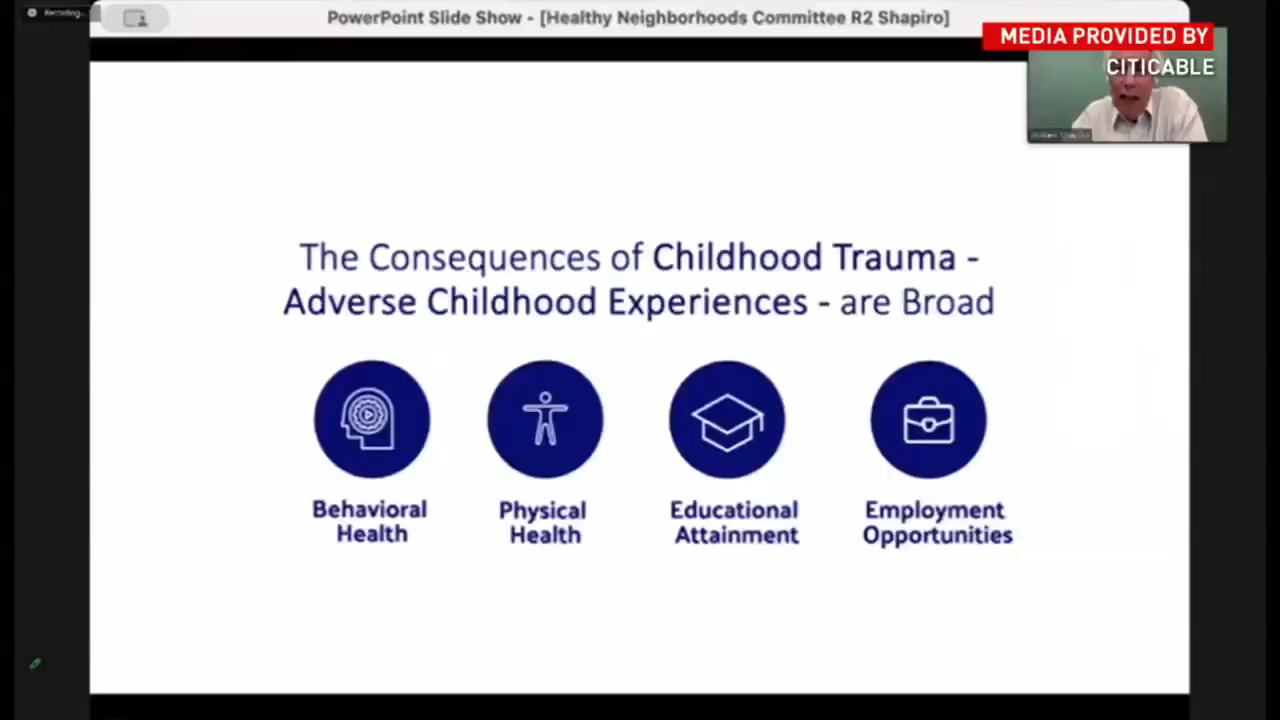 Recording...
PowerPoint Slide Show - [Healthy Neighborhoods Committee R2 Shapiro]
MEDIA PROVIDED BY
CITICABLE
The Consequences of Childhood Trauma -
Adverse Childhood Experiences - are Broad
Behavioral
Health
Physical
Health
Educational
Attainment
Employment
Opportunities